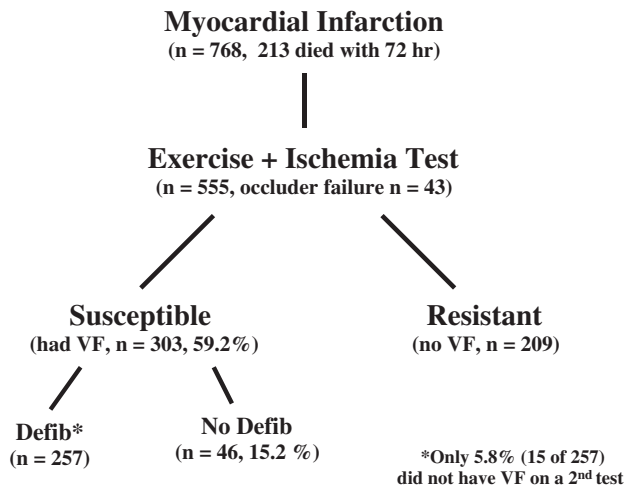 Myocardial Infarction
(n = 768, 213 died with 72 hr)
Exercise + Ischemia Test
(n = 555, occluder failure n = 43)
Susceptible
(had VF, n = 303, 59.2%)
Resistant
(no VF, n = 209)
Defib*
(n = 257)
No Defib
(n = 46, 15.2 %)
*Only 5.8% (15 of 257)
did not have VF on a 2nd test